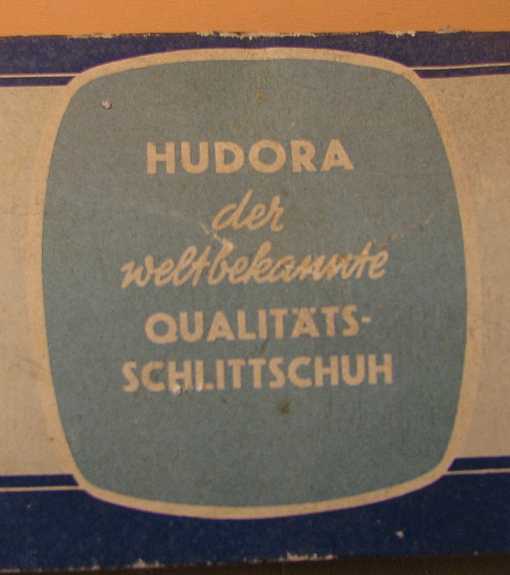 HUDORA
der
weltbekannte
QUALITÄTS-
SCHLITTSCHUH